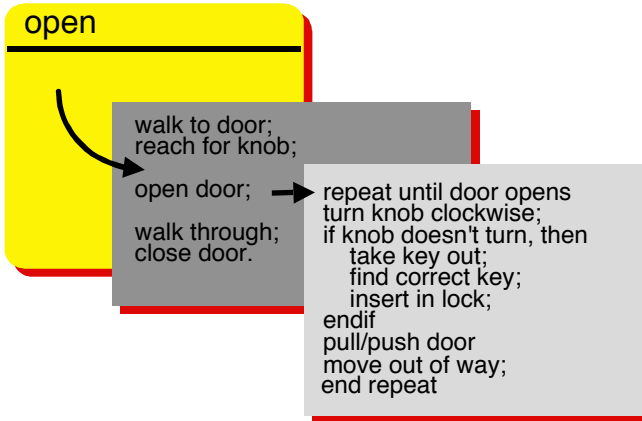 open
walk to door;
reach for knob;
open door;
walk through;
close door.
repeat until door opens
turn knob clockwise;
if knob doesn't turn, then
take key out;
find correct key;
insert in lock;
endif
pull/push door
move out of way;
end repeat